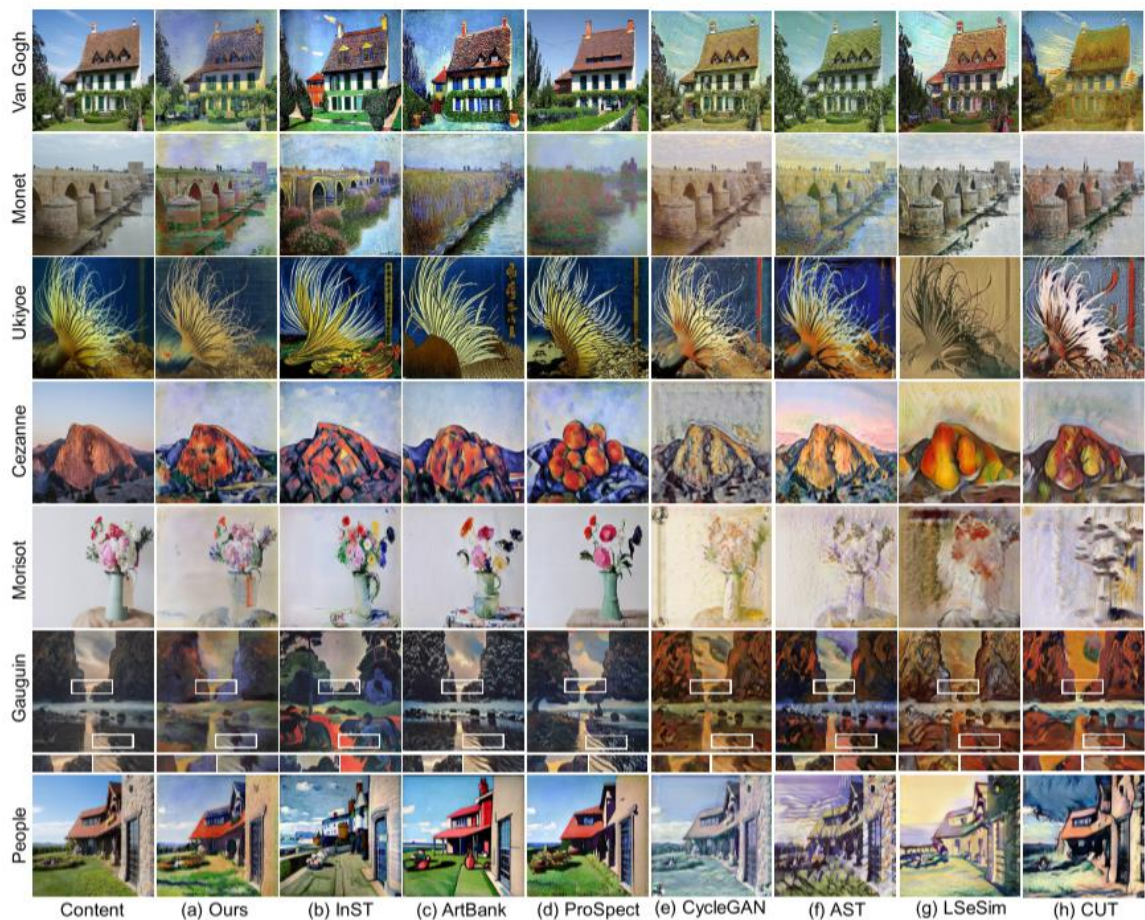 Van Gogh
Monet
Ukiyoe
Cezanne
Morisot
Gauguin
People
Content (a) Ours (b) InST (c) ArtBank (d) ProSpect (e) CycleGAN (f) AST (g) LSeSim (h) CUT